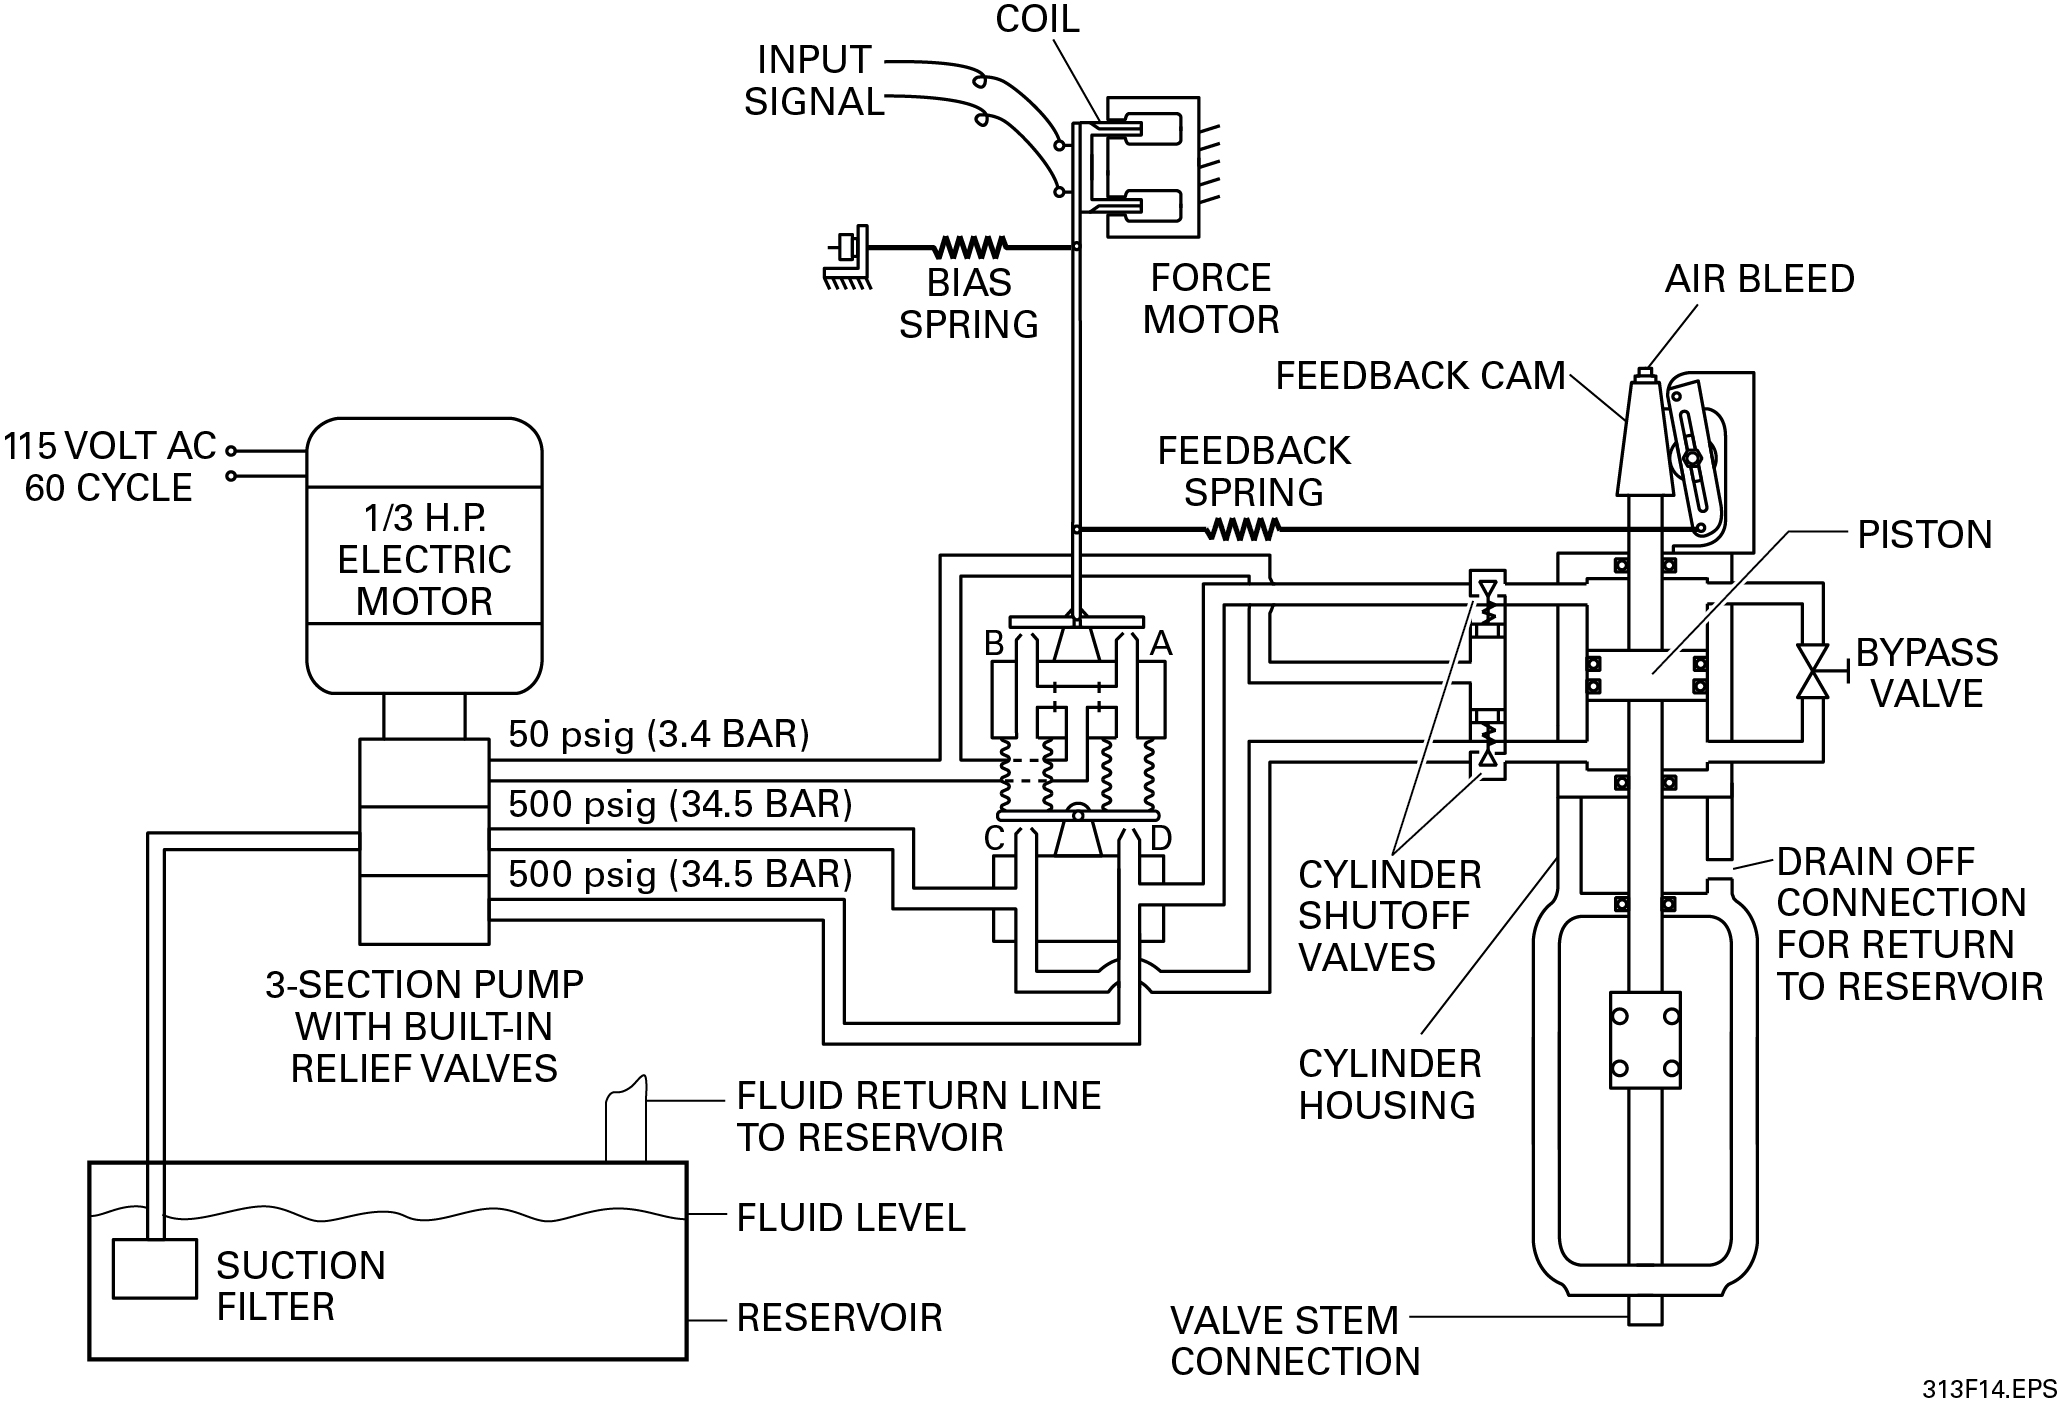 COIL
INPUT
SIGNAL
BIAS
SPRING
FORCE
MOTOR
AIR BLEED
FEEDBACK CAM
115 VOLT AC
60 CYCLE
1/3 H.P.
ELECTRIC
MOTOR
FEEDBACK
SPRING
PISTON
B
A
BYPASS
VALVE
50 psig (3.4 BAR)
500 psig (34.5 BAR)
500 psig (34.5 BAR)
C
D
3-SECTION PUMP
WITH BUILT-IN
RELIEF VALVES
CYLINDER
SHUTOFF
VALVES
DRAIN OFF
CONNECTION
FOR RETURN
TO RESERVOIR
CYLINDER
HOUSING
FLUID RETURN LINE
TO RESERVOIR
FLUID LEVEL
SUCTION
FILTER
RESERVOIR
VALVE STEM
CONNECTION
313F14.EPS